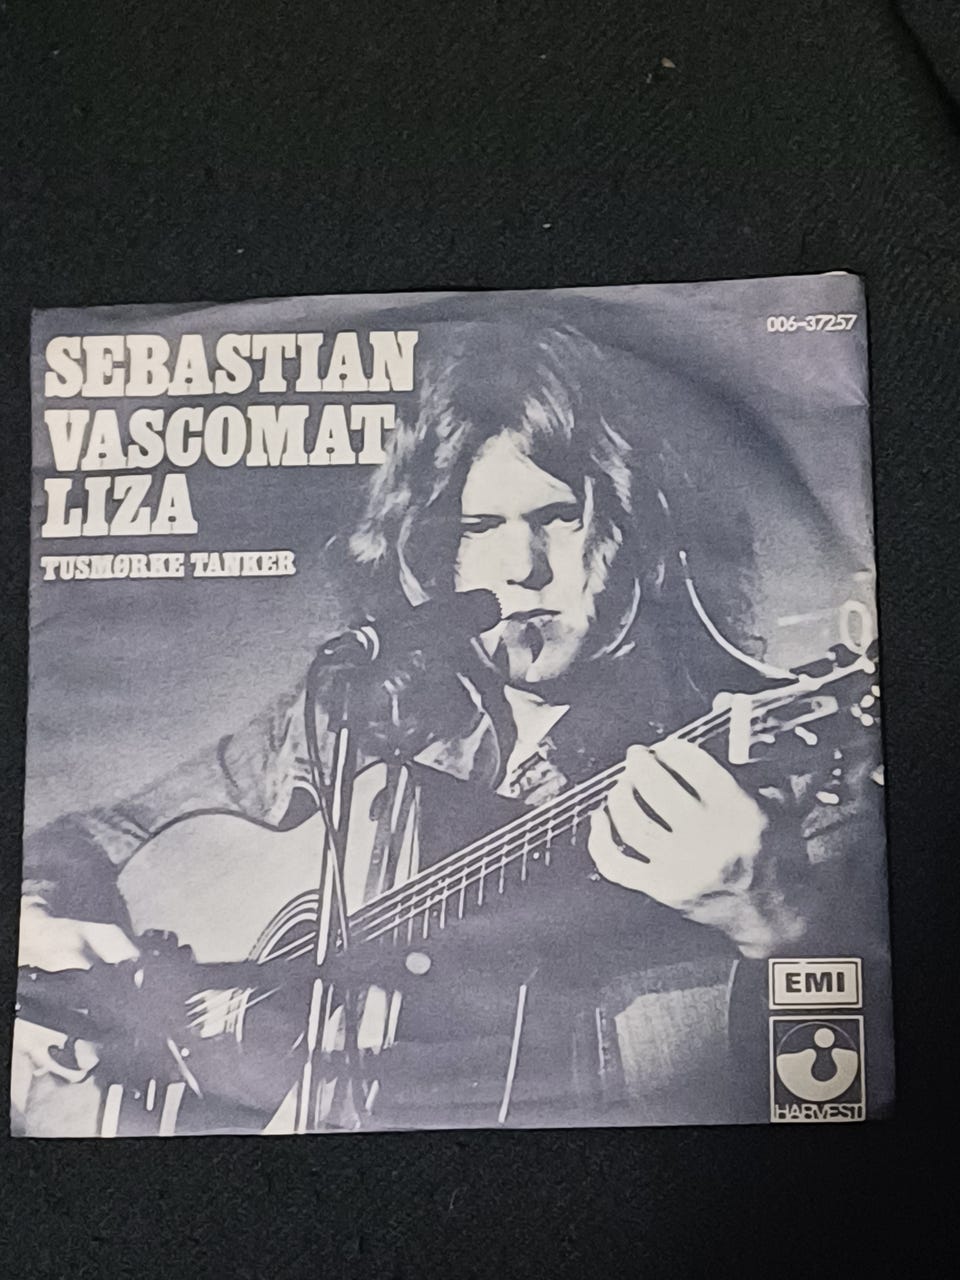 006-37257
SEBASTIAN
VASCOMAT
LIZA
TUSMØRKE TANKER
EMI
HARVEST